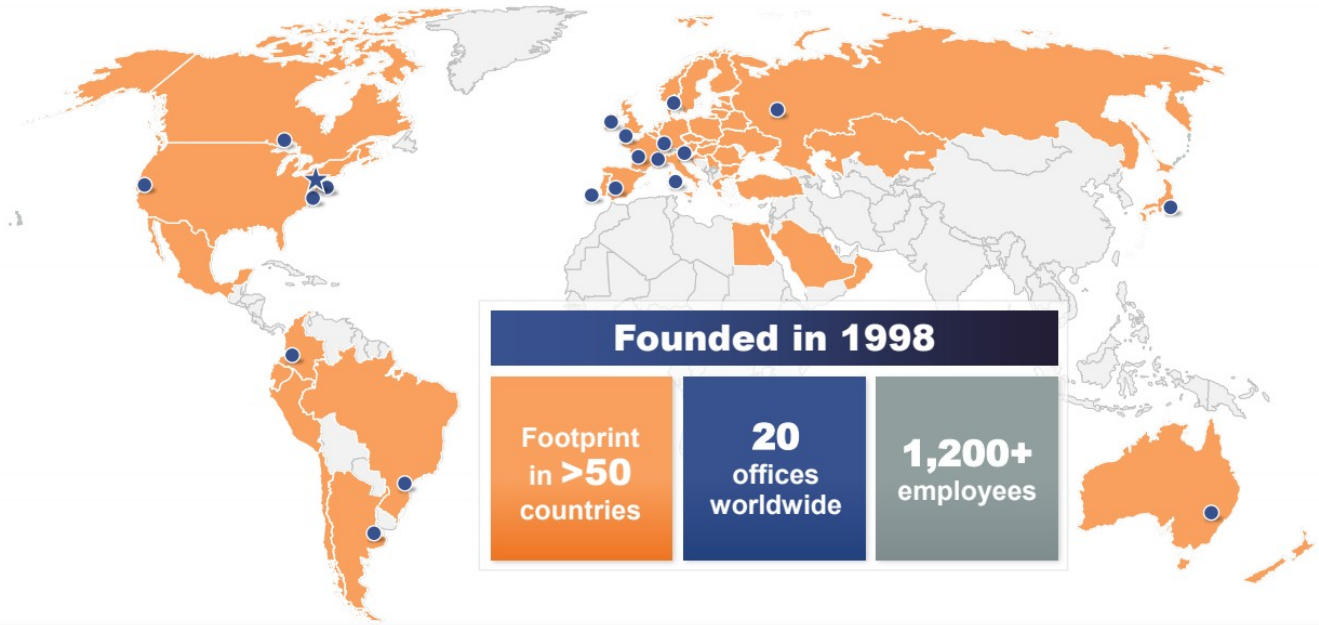 Founded in 1998
Footprint
in >50
countries
20
offices
worldwide
1,200+
employees